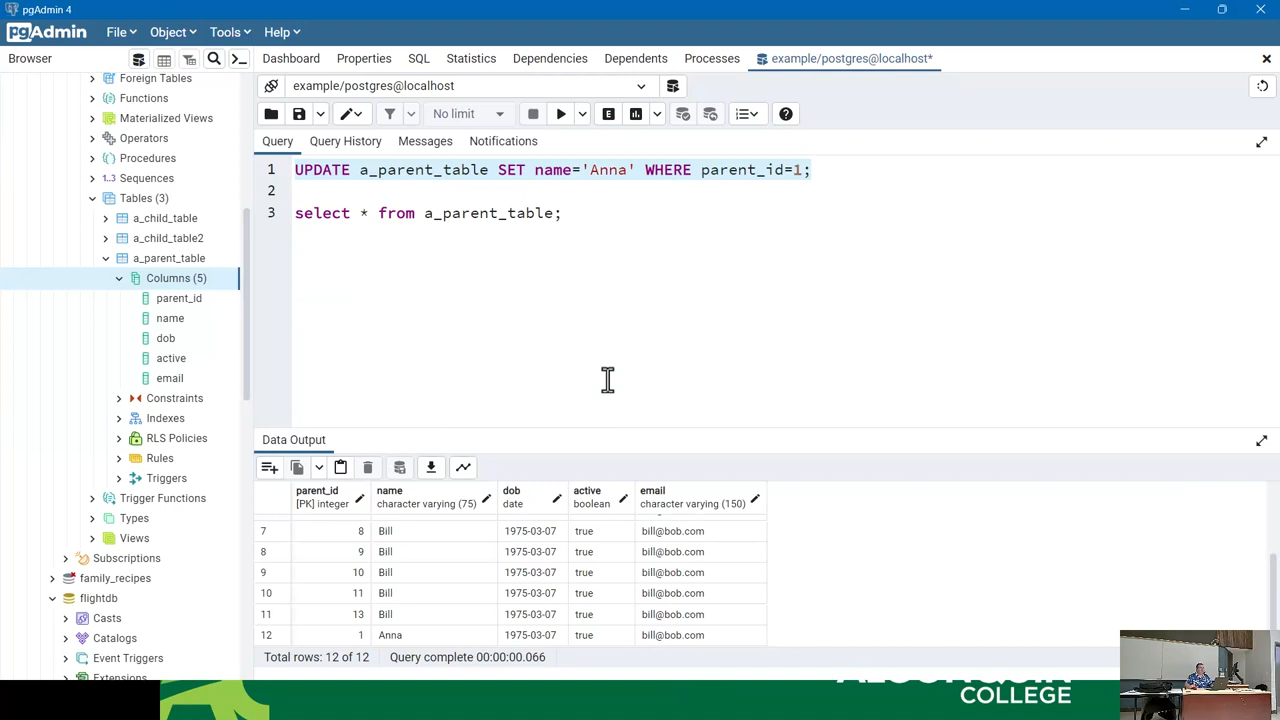 pgAdmin 4
pgAdmin File Object Tools Help
Browser Dashboard Properties SQL Statistics Dependencies Dependents Processes example/postgres@localhost*
Foreign Tables
Functions
Materialized Views
Operators
Procedures
1..3 Sequences
Tables (3)
a_child_table
a_child_table2
a_parent_table
Columns (5)
parent_id
name
dob
active
email
Constraints
Indexes
RLS Policies
Rules
Triggers
Trigger Functions
Types
Views
Subscriptions
family_recipes
flightdb
Casts
Catalogs
Event Triggers
Extensions
example/postgres@localhost
No limit
Query Query History Messages Notifications
1 UPDATE a_parent_table SET name='Anna' WHERE parent_id=1;
2
3 select * from a_parent_table;
Data Output
parent_id name dob active email
[PK] integer character varying (75) date boolean character varying (150)
7 8 Bill 1975-03-07 true bill@bob.com
8 9 Bill 1975-03-07 true bill@bob.com
9 10 Bill 1975-03-07 true bill@bob.com
10 11 Bill 1975-03-07 true bill@bob.com
11 13 Bill 1975-03-07 true bill@bob.com
12 1 Anna 1975-03-07 true bill@bob.com
Total rows: 12 of 12 Query complete 00:00:00.066
COLLEGE